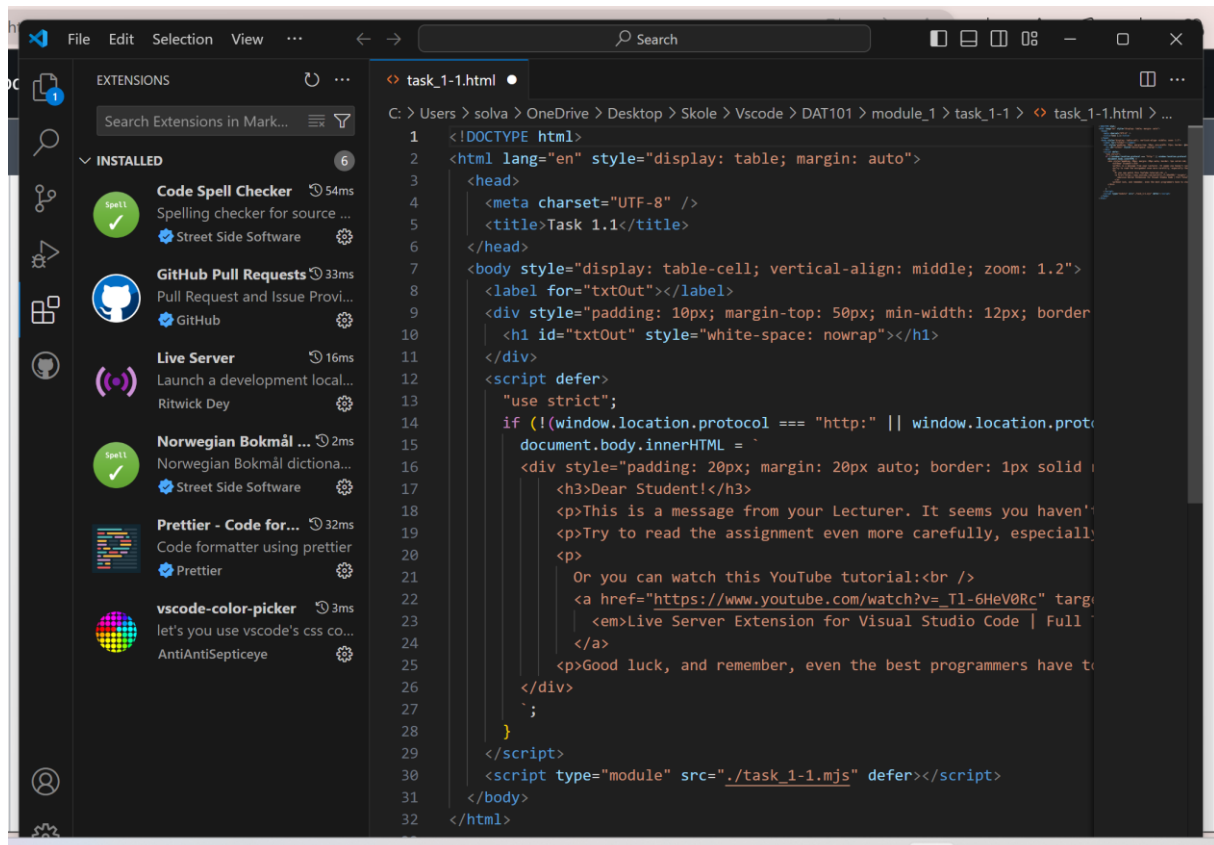 File Edit Selection View ··· Search
EXTENSIONS
Search Extensions in Mark...
INSTALLED 6
Code Spell Checker 54ms
Spelling checker for source ...
Street Side Software
GitHub Pull Requests 33ms
Pull Request and Issue Provi...
GitHub
Live Server 16ms
Launch a development local...
Ritwick Dey
Norwegian Bokmål ... 2ms
Norwegian Bokmål dictiona...
Street Side Software
Prettier - Code for... 32ms
Code formatter using prettier
Prettier
vscode-color-picker 3ms
let's you use vscode's css co...
AntiAntiSepticeye
1
Spell
Spell
<> task_1-1.html ●
C: > Users > solva > OneDrive > Desktop > Skole > Vscode > DAT101 > module_1 > task_1-1 > <> task_1-1.html > ...
1 <!DOCTYPE html>
2 <html lang="en" style="display: table; margin: auto">
3 <head>
4 <meta charset="UTF-8" />
5 <title>Task 1.1</title>
6 </head>
7 <body style="display: table-cell; vertical-align: middle; zoom: 1.2">
8 <label for="txtOut"></label>
9 <div style="padding: 10px; margin-top: 50px; min-width: 12px; border
10 <h1 id="txtOut" style="white-space: nowrap"></h1>
11 </div>
12 <script defer>
13 "use strict";
14 if (!(window.location.protocol === "http:" || window.location.proto
15 document.body.innerHTML = `
16 <div style="padding: 20px; margin: 20px auto; border: 1px solid
17 <h3>Dear Student!</h3>
18 <p>This is a message from your Lecturer. It seems you haven'
19 <p>Try to read the assignment even more carefully, especially
20 <p>
21 Or you can watch this YouTube tutorial:<br />
22 <a href="https://www.youtube.com/watch?v=_Tl-6HeV0Rc" targ
23 <em>Live Server Extension for Visual Studio Code | Full
24 </a>
25 <p>Good luck, and remember, even the best programmers have to
26 </div>
27 `;
28 }
29 </script>
30 <script type="module" src="./task_1-1.mjs" defer></script>
31 </body>
32 </html>